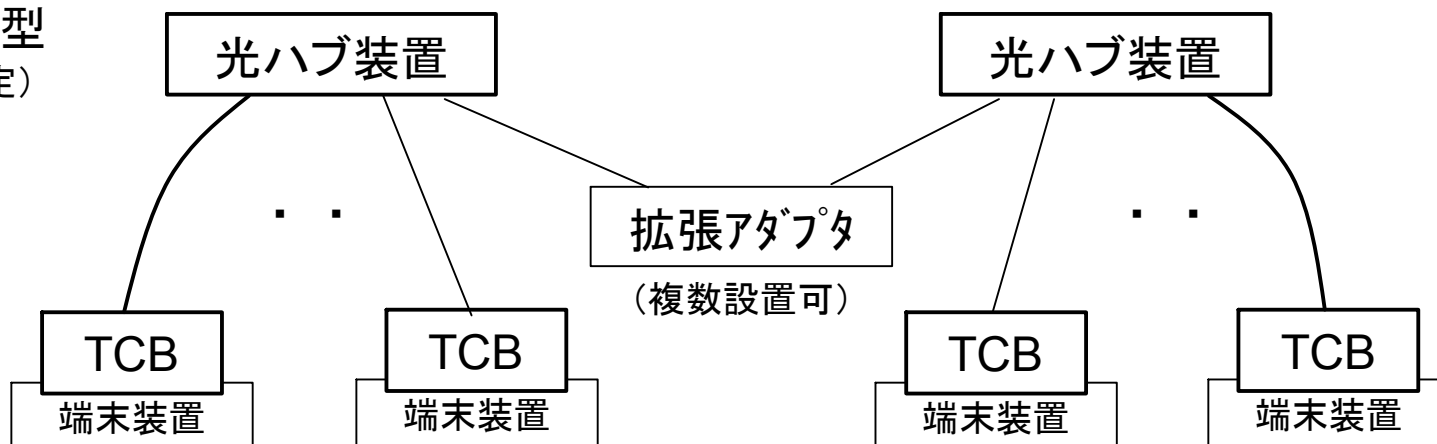 型
定）
光ハブ装置
光ハブ装置
・・
・・
拡張ｱﾀﾞﾌﾟﾀ
（複数設置可）
TCB
TCB
TCB
TCB
端末装置
端末装置
端末装置
端末装置